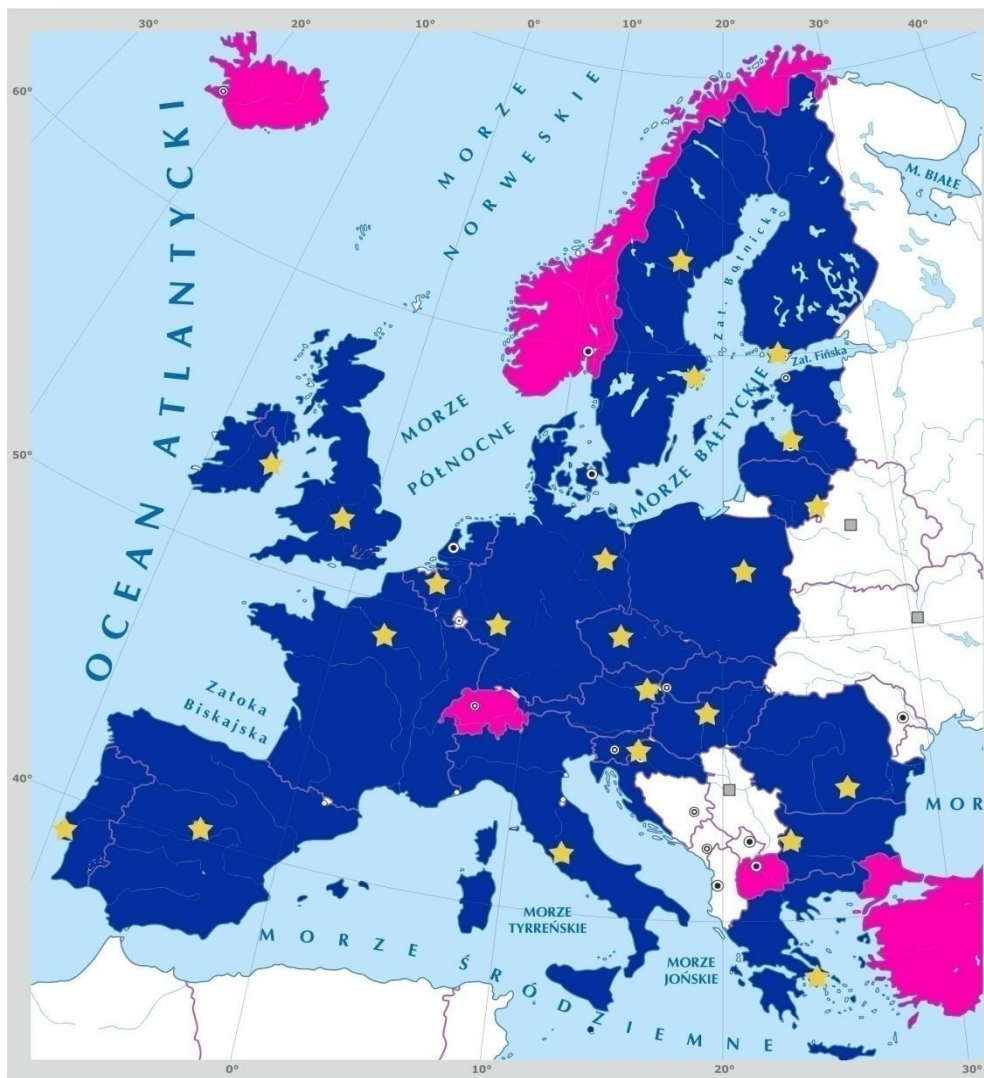 30°
20°
10°
0°
10°
20°
30°
40°
60°
50°
40°
0°
10°
20°
30°
OCEAN ATLANTYCKI
MORZE
NORWESKIE
M. BIAŁE
Zat. Botnicka
Zat. Fińska
MORZE
PÓŁNOCNE
MORZE BAŁTYCKIE
Zatoka
Biskajska
MOR
MORZE
TYRREŃSKIE
MORZE
JOŃSKIE
MORZE ŚRÓDZIEMNE